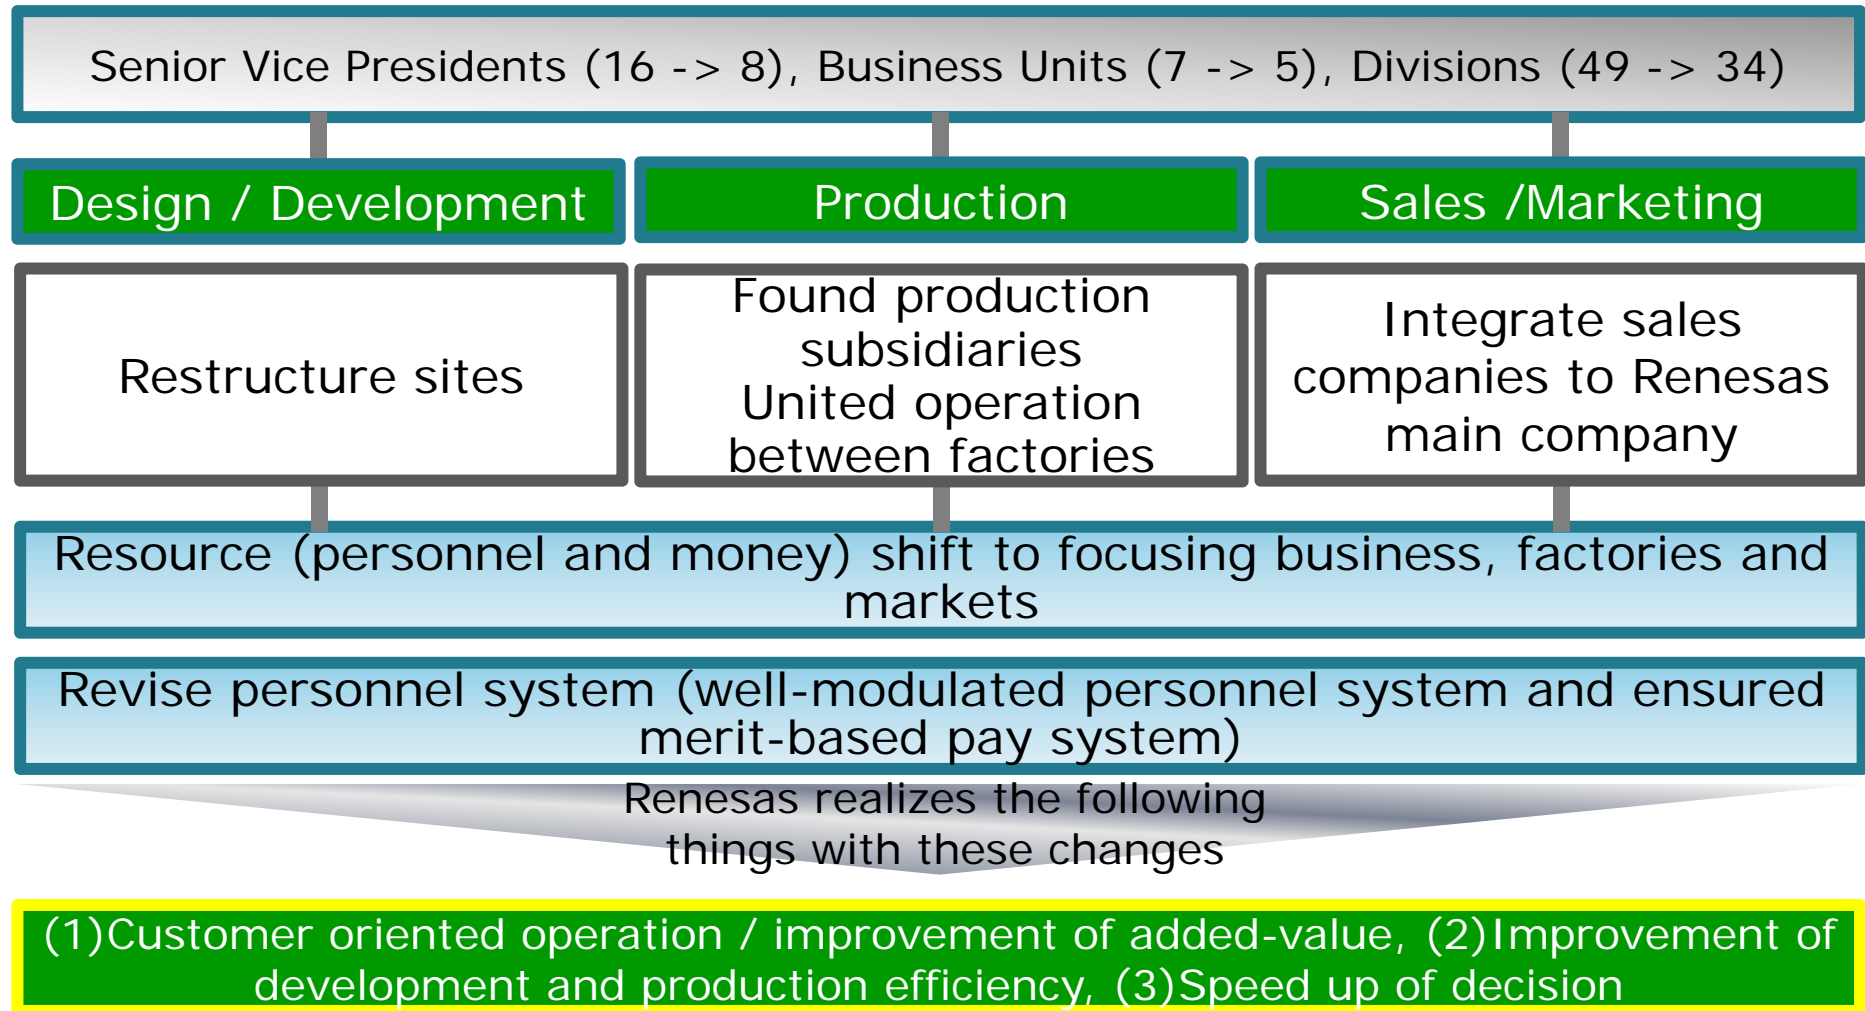 Senior Vice Presidents (16 -> 8), Business Units (7 -> 5), Divisions (49 -> 34)
Design / Development
Production
Sales /Marketing
Restructure sites
Found production
subsidiaries
United operation
between factories
Integrate sales
companies to Renesas
main company
Resource (personnel and money) shift to focusing business, factories and
markets
Revise personnel system (well-modulated personnel system and ensured
merit-based pay system)
Renesas realizes the following
things with these changes
(1)Customer oriented operation / improvement of added-value, (2)Improvement of
development and production efficiency, (3)Speed up of decision